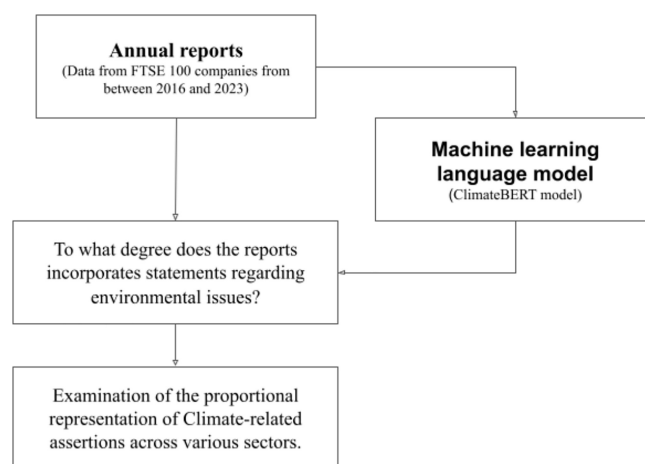 Annual reports
(Data from FTSE 100 companies from
between 2016 and 2023)
Machine learning
language model
(ClimateBERT model)
To what degree does the reports
incorporates statements regarding
environmental issues?
Examination of the proportional
representation of Climate-related
assertions across various sectors.